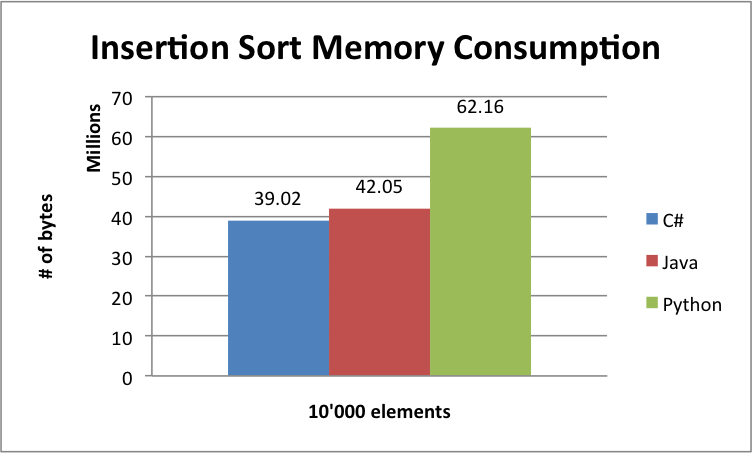 Insertion Sort Memory Consumption
# of bytes
Millions
70
60
50
40
30
20
10
0
39.02
42.05
62.16
10'000 elements
C#
Java
Python